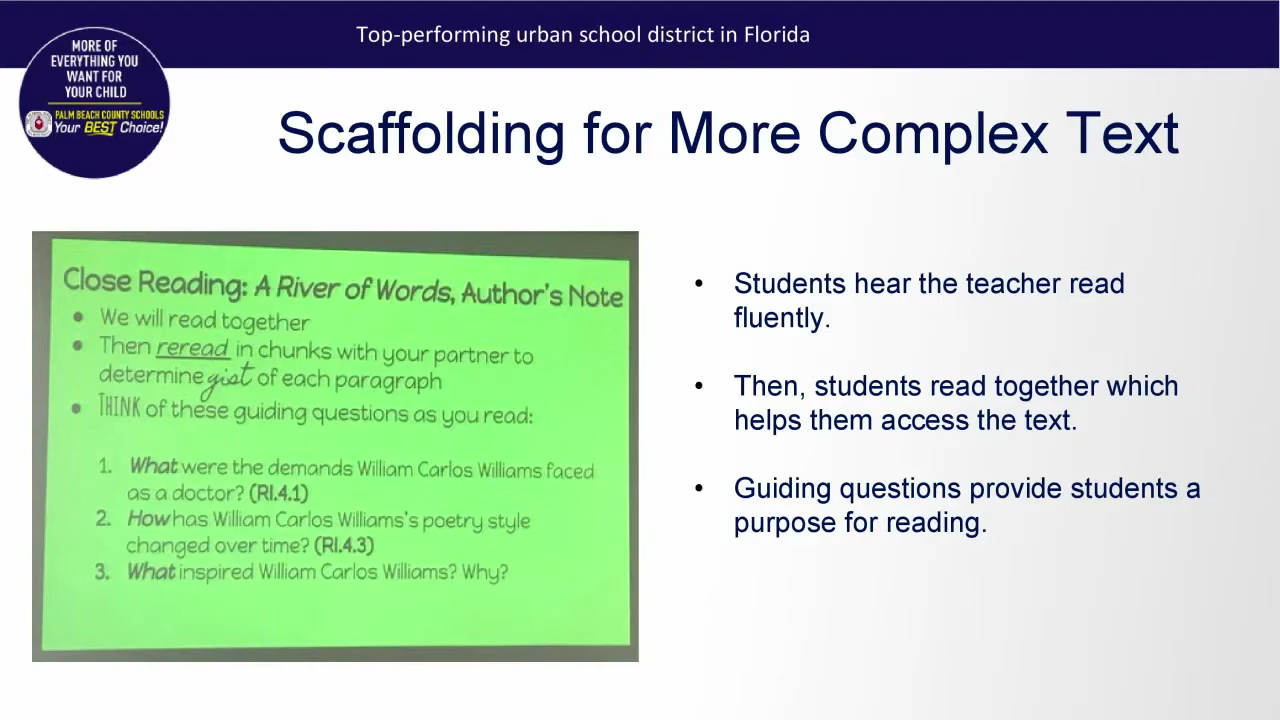 Top-performing urban school district in Florida
MORE OF
EVERYTHING YOU
WANT FOR
YOUR CHILD
PALM BEACH COUNTY SCHOOLS
Your BEST Choice!
Scaffolding for More Complex Text
Close Reading: A River of Words, Author's Note
• We will read together
• Then reread in chunks with your partner to
determine gist of each paragraph
• THINK of these guiding questions as you read:
1. What were the demands William Carlos Williams faced
as a doctor? (RI.4.1)
2. How has William Carlos Williams's poetry style
changed over time? (RI.4.3)
3. What inspired William Carlos Williams? Why?
• Students hear the teacher read
fluently.
• Then, students read together which
helps them access the text.
• Guiding questions provide students a
purpose for reading.